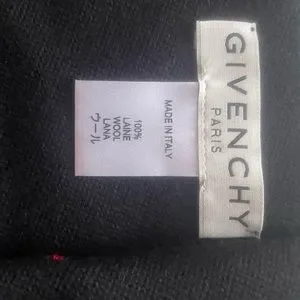 GIVENCHY
PARIS
MADE IN ITALY
100%
LAINE
WOOL
LANA
ウール